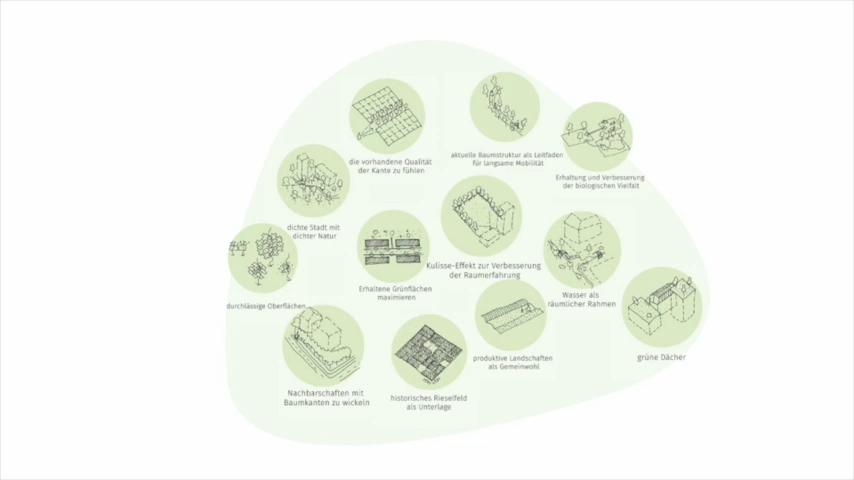 die vorhandene Qualität
der Kante zu fühlen
aktuelle Baumstruktur als Leitfaden
für langsame Mobilität
Erhaltung und Verbesserung
der biologischen Vielfalt
dichte Stadt mit
dichter Natur
Kulisse-Effekt zur Verbesserung
der Raumerfahrung
Erhaltene Grünflächen
maximieren
Wasser als
räumlicher Rahmen
durchlässige Oberflächen
produktive Landschaften
als Gemeinwohl
grüne Dächer
Nachbarschaften mit
Baumkanten zu wickeln
historisches Rieselfeld
als Unterlage